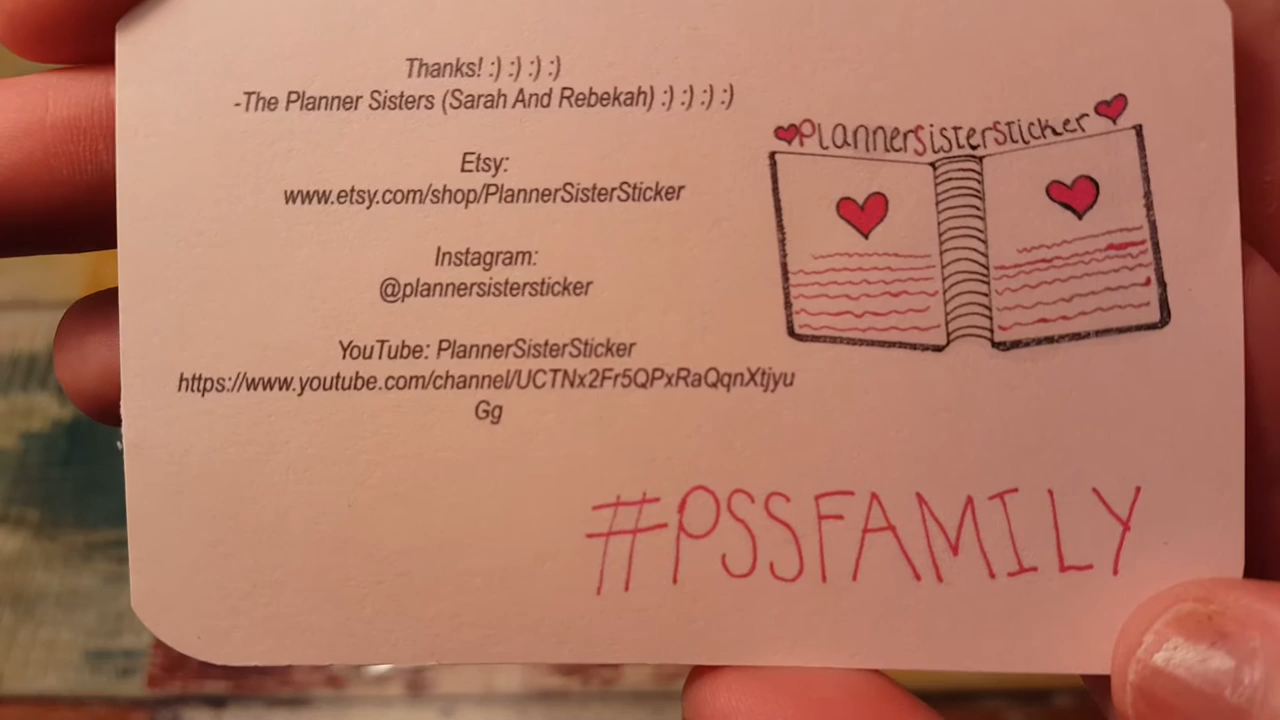 Thanks! :) :) :) :)
-The Planner Sisters (Sarah And Rebekah) :) :) :) :)
Etsy:
www.etsy.com/shop/PlannerSisterSticker
Instagram:
@plannersistersticker
YouTube: PlannerSisterSticker
https://www.youtube.com/channel/UCTNx2Fr5QPxRaQqnXtjyu
Gg
PlannerSisterSticker
#PSSFAMILY